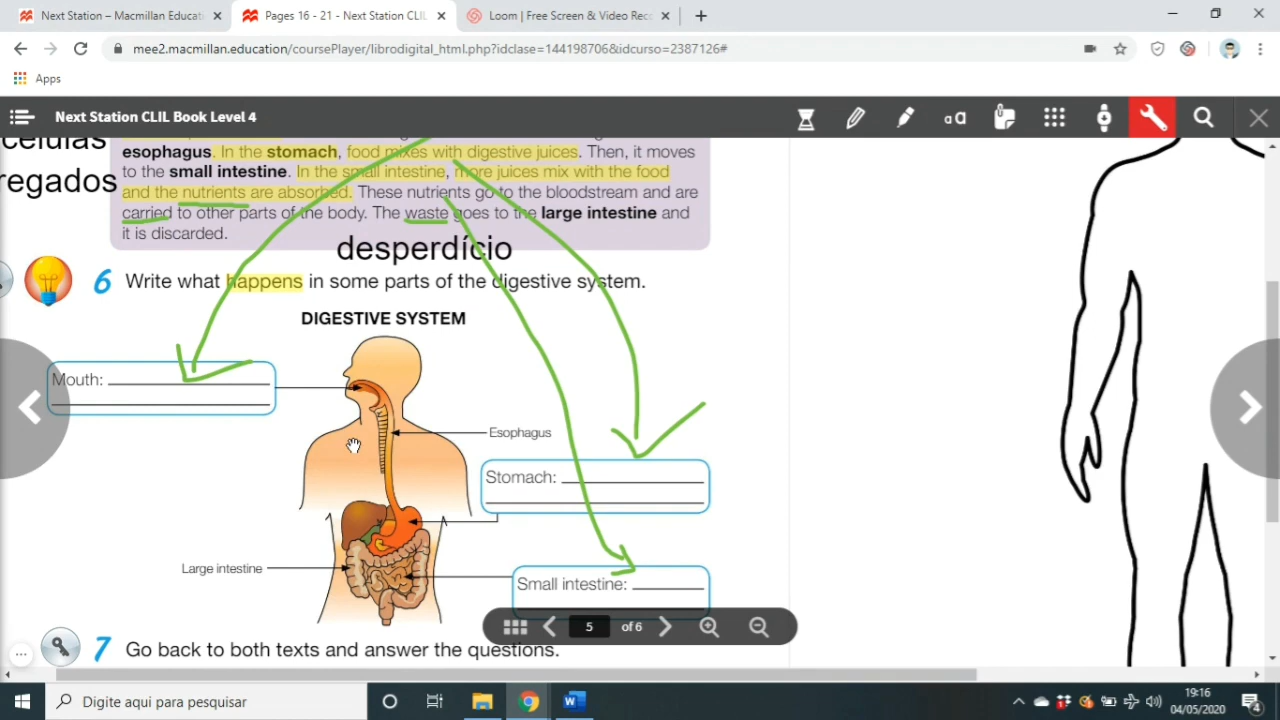 Next Station – Macmillan Educat
Pages 16 - 21 - Next Station CLIL
Loom | Free Screen & Video Rec
mee2.macmillan.education/coursePlayer/librodigital_html.php?idclase=144198706&idcurso=2387126#
Apps
Next Station CLIL Book Level 4
aa
células
regados
esophagus. In the stomach, food mixes with digestive juices. Then, it moves
to the small intestine. In the small intestine, more juices mix with the food
and the nutrients are absorbed. These nutrients go to the bloodstream and are
carried to other parts of the body. The waste goes to the large intestine and
it is discarded.
desperdício
6 Write what happens in some parts of the digestive system.
DIGESTIVE SYSTEM
Mouth:
Esophagus
Stomach:
Large intestine
Small intestine:
5 of 6
7 Go back to both texts and answer the questions.
Digite aqui para pesquisar
19:16
04/05/2020
4